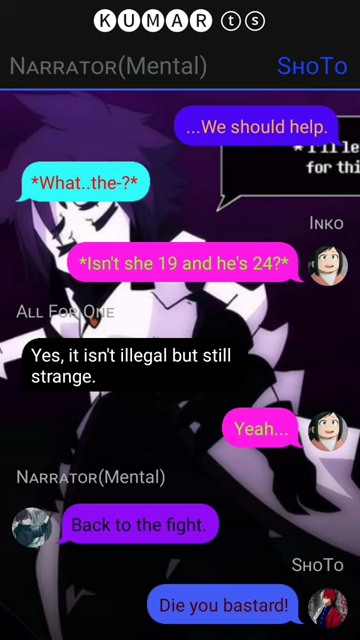 KUMAR ts
Narrator(Mental)
ShoTo
...We should help.
*What..the-?*
Inko
*Isn't she 19 and he's 24?*
All For One
Yes, it isn't illegal but still
strange.
Yeah...
Narrator(Mental)
Back to the fight.
ShoTo
Die you bastard!